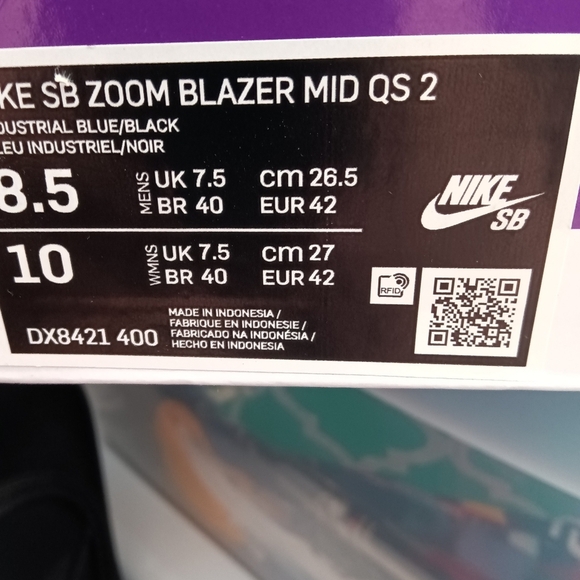 KE SB ZOOM BLAZER MID QS 2
DUSTRIAL BLUE/BLACK
LEU INDUSTRIEL/NOIR
8.5
MENS
UK 7.5 cm 26.5
BR 40 EUR 42
10
WMNS
UK 7.5 cm 27
BR 40 EUR 42
NIKE
SB
RFID
DX8421 400
MADE IN INDONESIA /
FABRIQUE EN INDONESIE /
FABRICADO NA INDONÉSIA /
HECHO EN INDONESIA